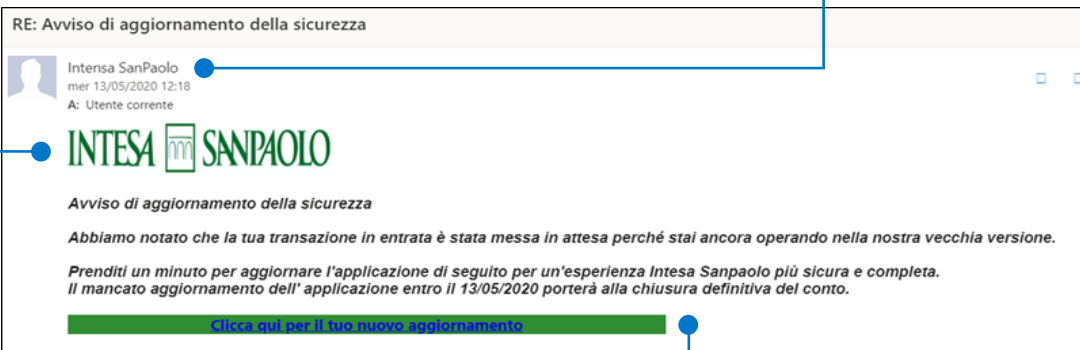 RE: Avviso di aggiornamento della sicurezza
Intensa SanPaolo
mer 13/05/2020 12:18
A: Utente corrente
INTESA SANPAOLO
Avviso di aggiornamento della sicurezza
Abbiamo notato che la tua transazione in entrata è stata messa in attesa perché stai ancora operando nella nostra vecchia versione.
Prenditi un minuto per aggiornare l'applicazione di seguito per un'esperienza Intesa Sanpaolo più sicura e completa.
Il mancato aggiornamento dell' applicazione entro il 13/05/2020 porterà alla chiusura definitiva del conto.
Clicca qui per il tuo nuovo aggiornamento